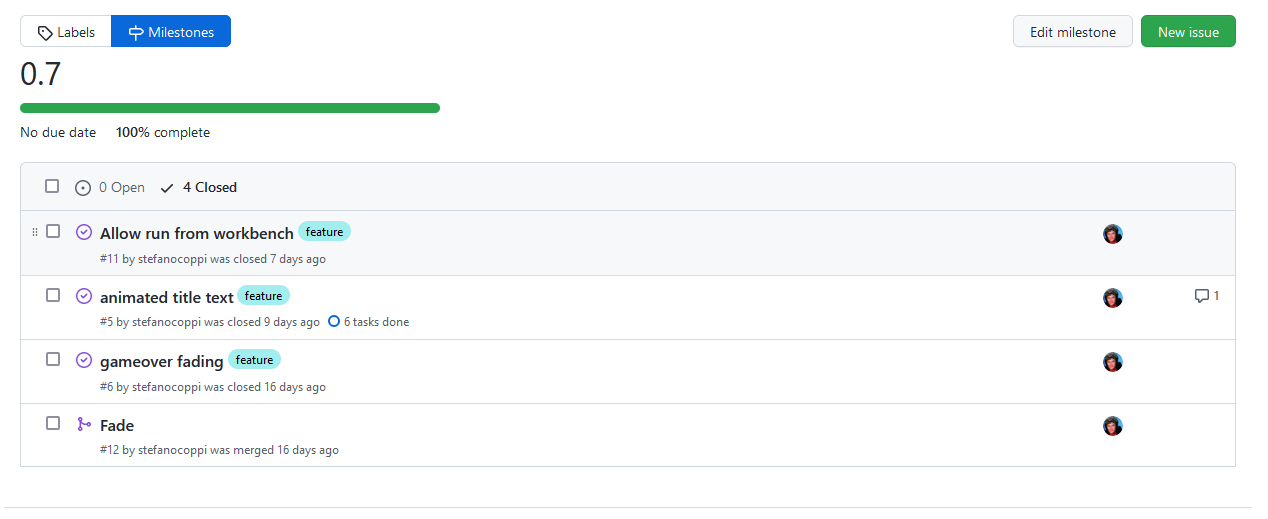 Labels Milestones Edit milestone New issue
0.7
No due date 100% complete
0 Open 4 Closed
Allow run from workbench feature
#11 by stefanocoppi was closed 7 days ago
animated title text feature 1
#5 by stefanocoppi was closed 9 days ago 6 tasks done
gameover fading feature
#6 by stefanocoppi was closed 16 days ago
Fade
#12 by stefanocoppi was merged 16 days ago